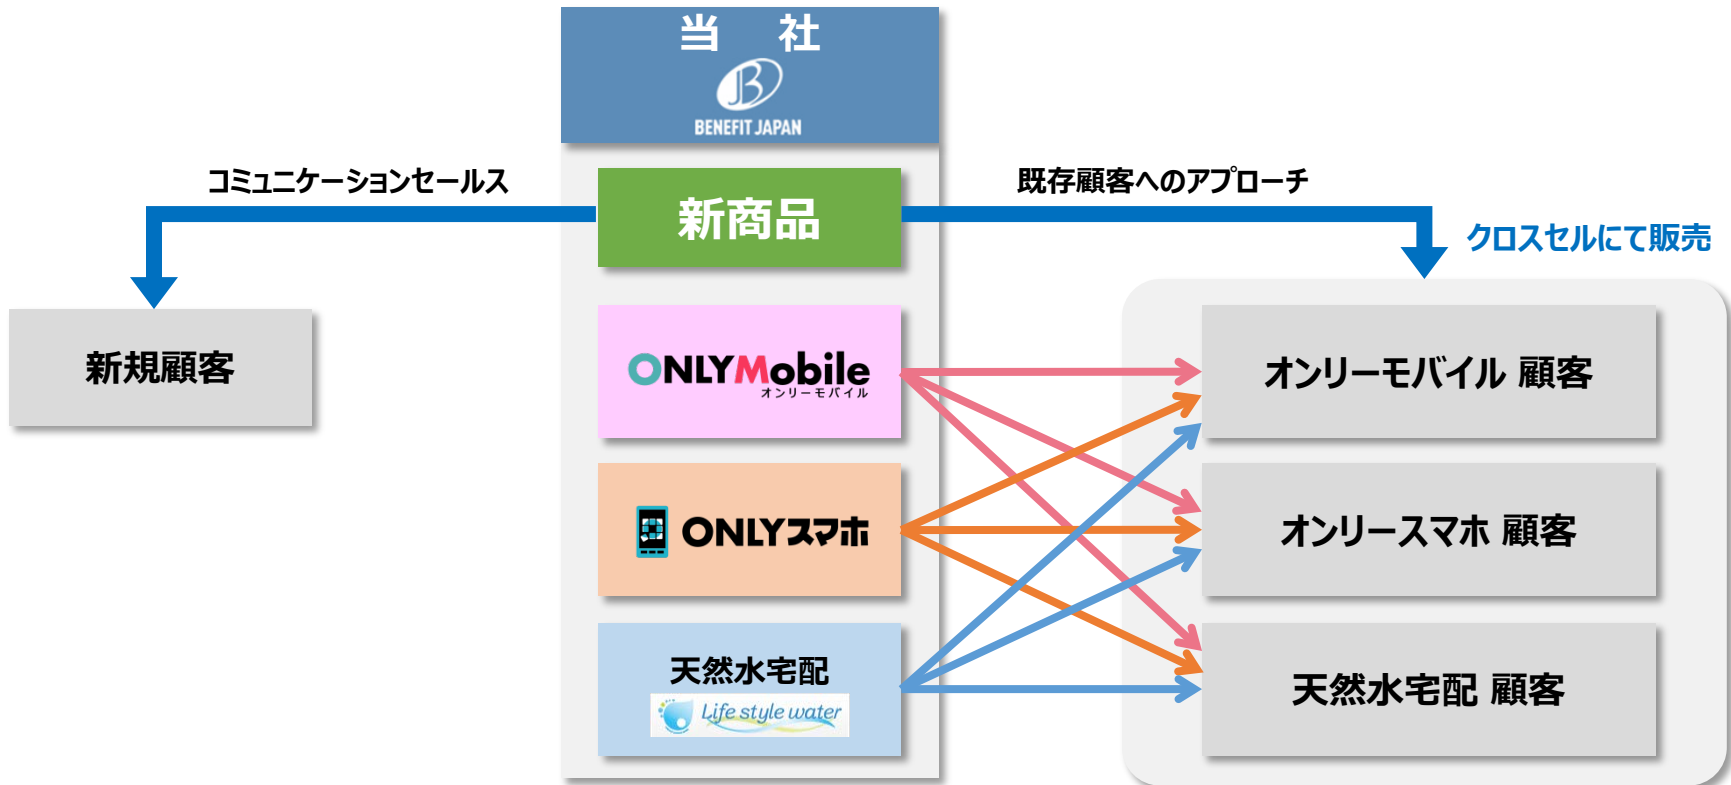 当 社
BENEFIT JAPAN
コミュニケーションセールス
既存顧客へのアプローチ
新商品
クロスセルにて販売
新規顧客
ONLYMobile
オンリーモバイル
オンリーモバイル 顧客
ONLYスマホ
オンリースマホ 顧客
天然水宅配
Life style water
天然水宅配 顧客